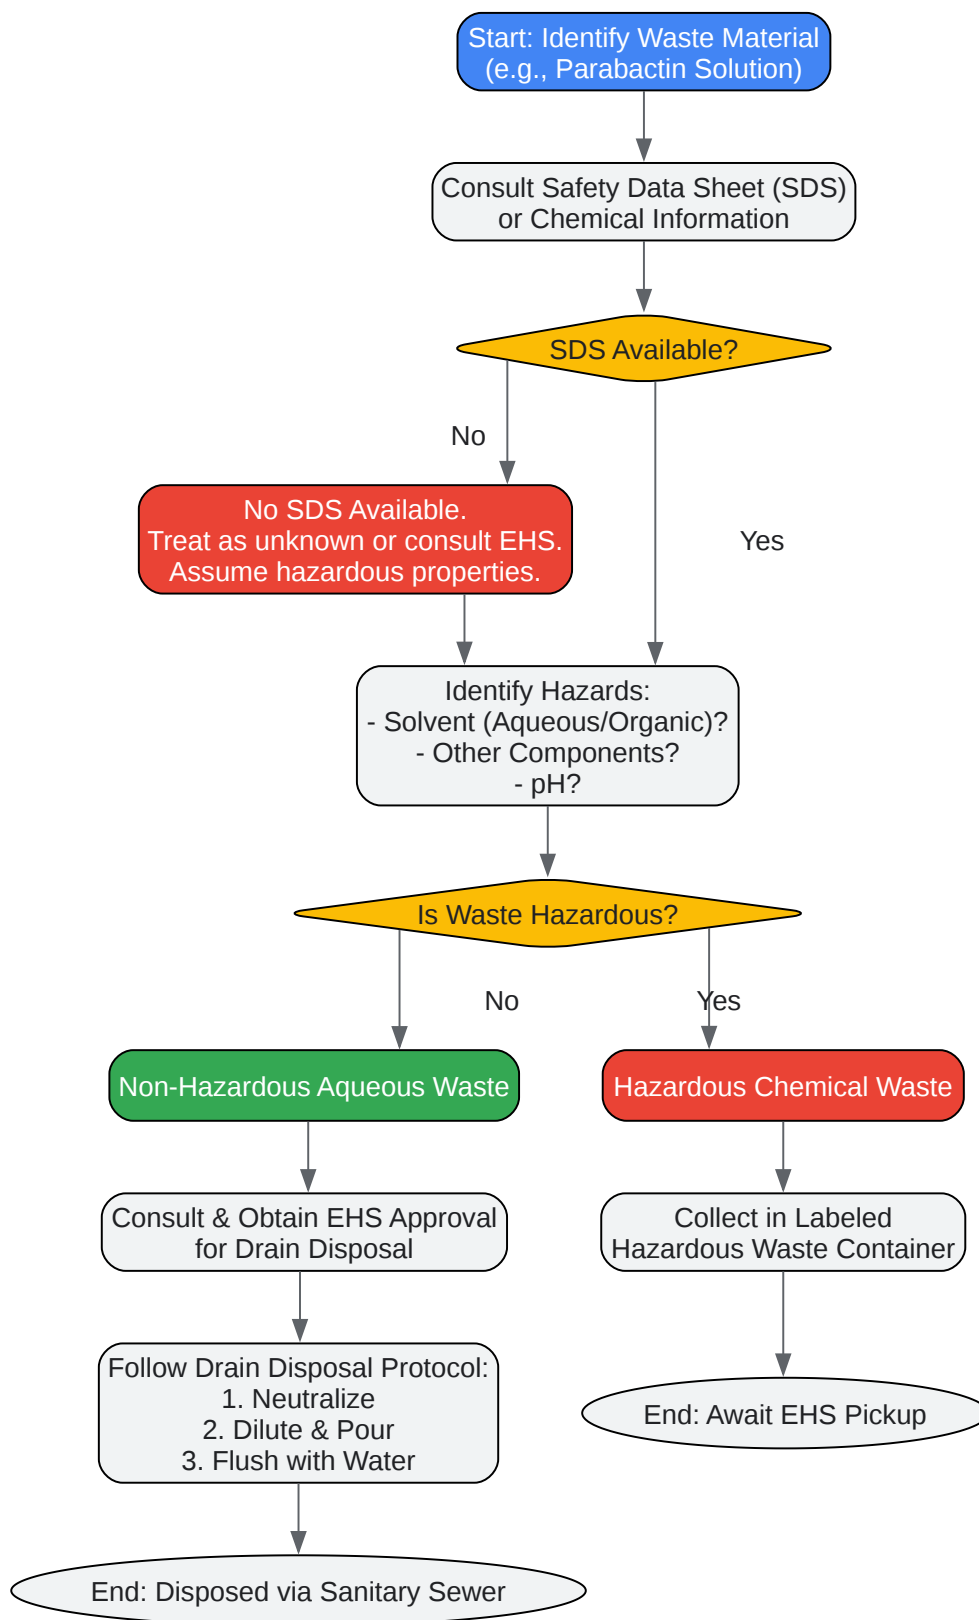 Start: Identify Waste Material
(e.g., Parabactin Solution)
Consult Safety Data Sheet (SDS)
or Chemical Information
SDS Available?
No
No SDS Available.
Treat as unknown or consult EHS.
Assume hazardous properties.
Yes
Identify Hazards:
- Solvent (Aqueous/Organic)?
- Other Components?
- pH?
Is Waste Hazardous?
No
Yes
Non-Hazardous Aqueous Waste
Hazardous Chemical Waste
Consult & Obtain EHS Approval
for Drain Disposal
Collect in Labeled
Hazardous Waste Container
Follow Drain Disposal Protocol:
1. Neutralize
2. Dilute & Pour
3. Flush with Water
End: Await EHS Pickup
End: Disposed via Sanitary Sewer